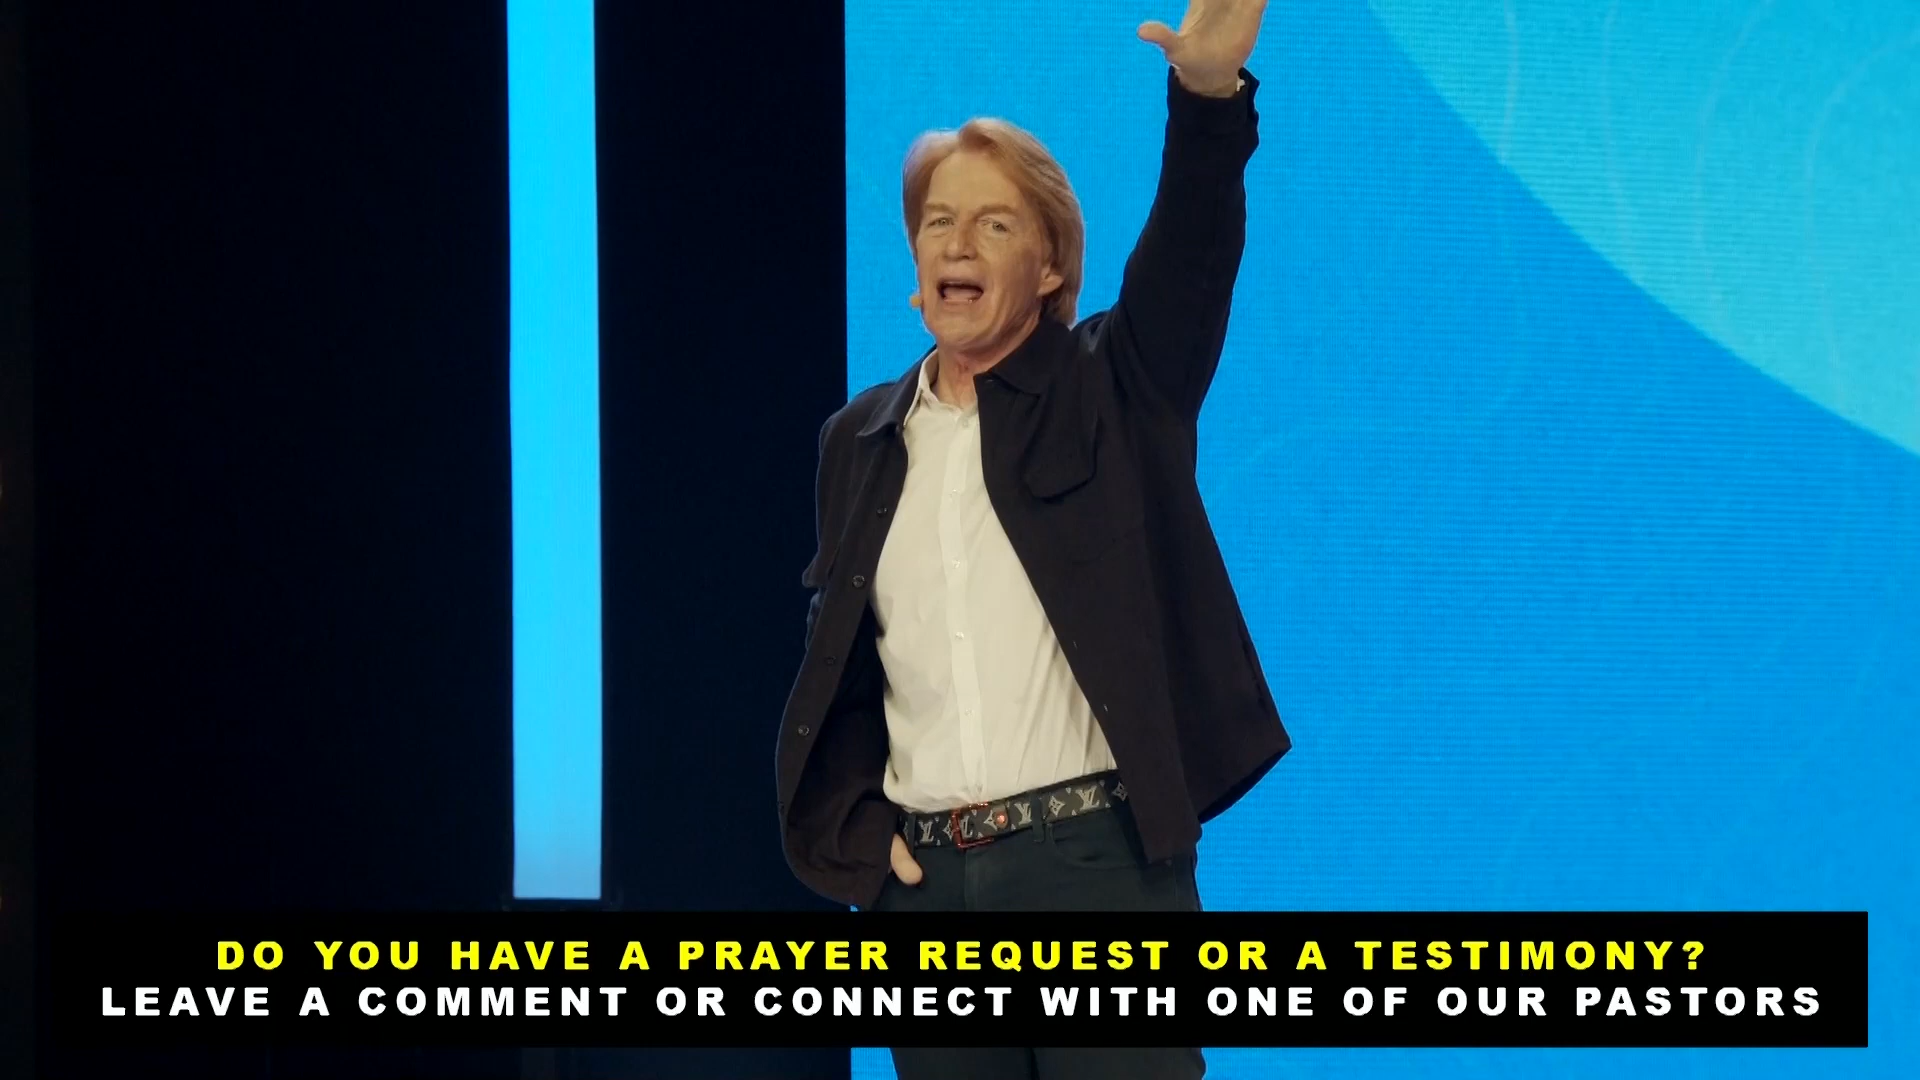 DO YOU HAVE A PRAYER REQUEST OR A TESTIMONY?
LEAVE A COMMENT OR CONNECT WITH ONE OF OUR PASTORS